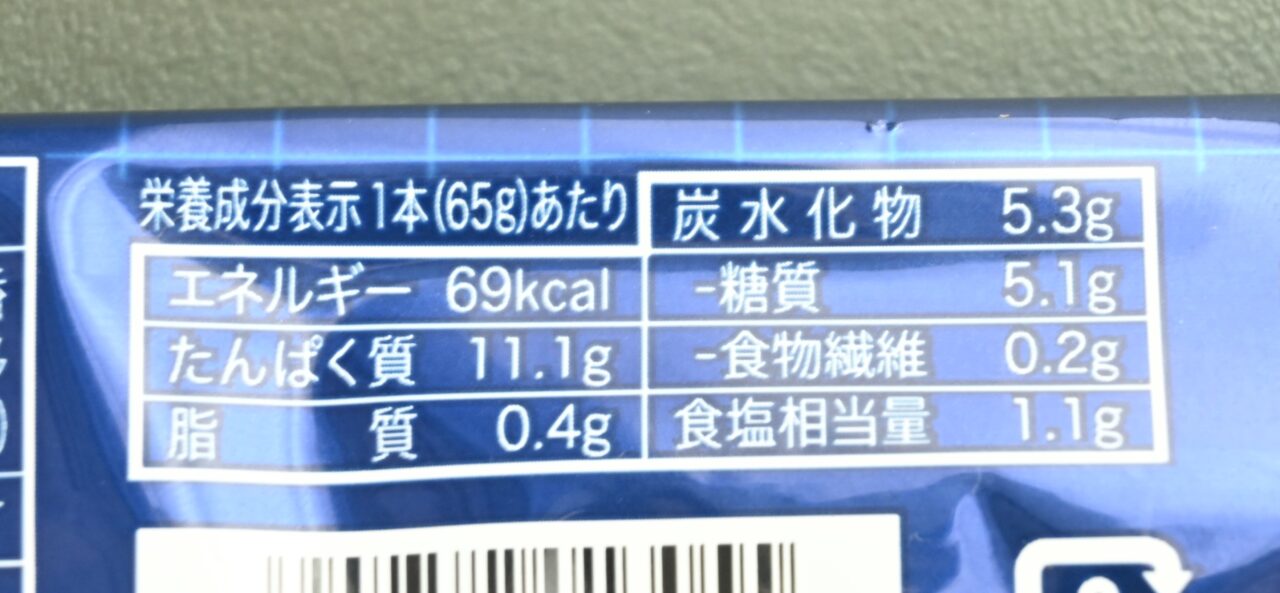 栄養成分表示 1本(65g)あたり
エネルギー 69kcal
たんぱく質 11.1g
脂質 0.4g
炭水化物 5.3g
-糖質 5.1g
-食物繊維 0.2g
食塩相当量 1.1g